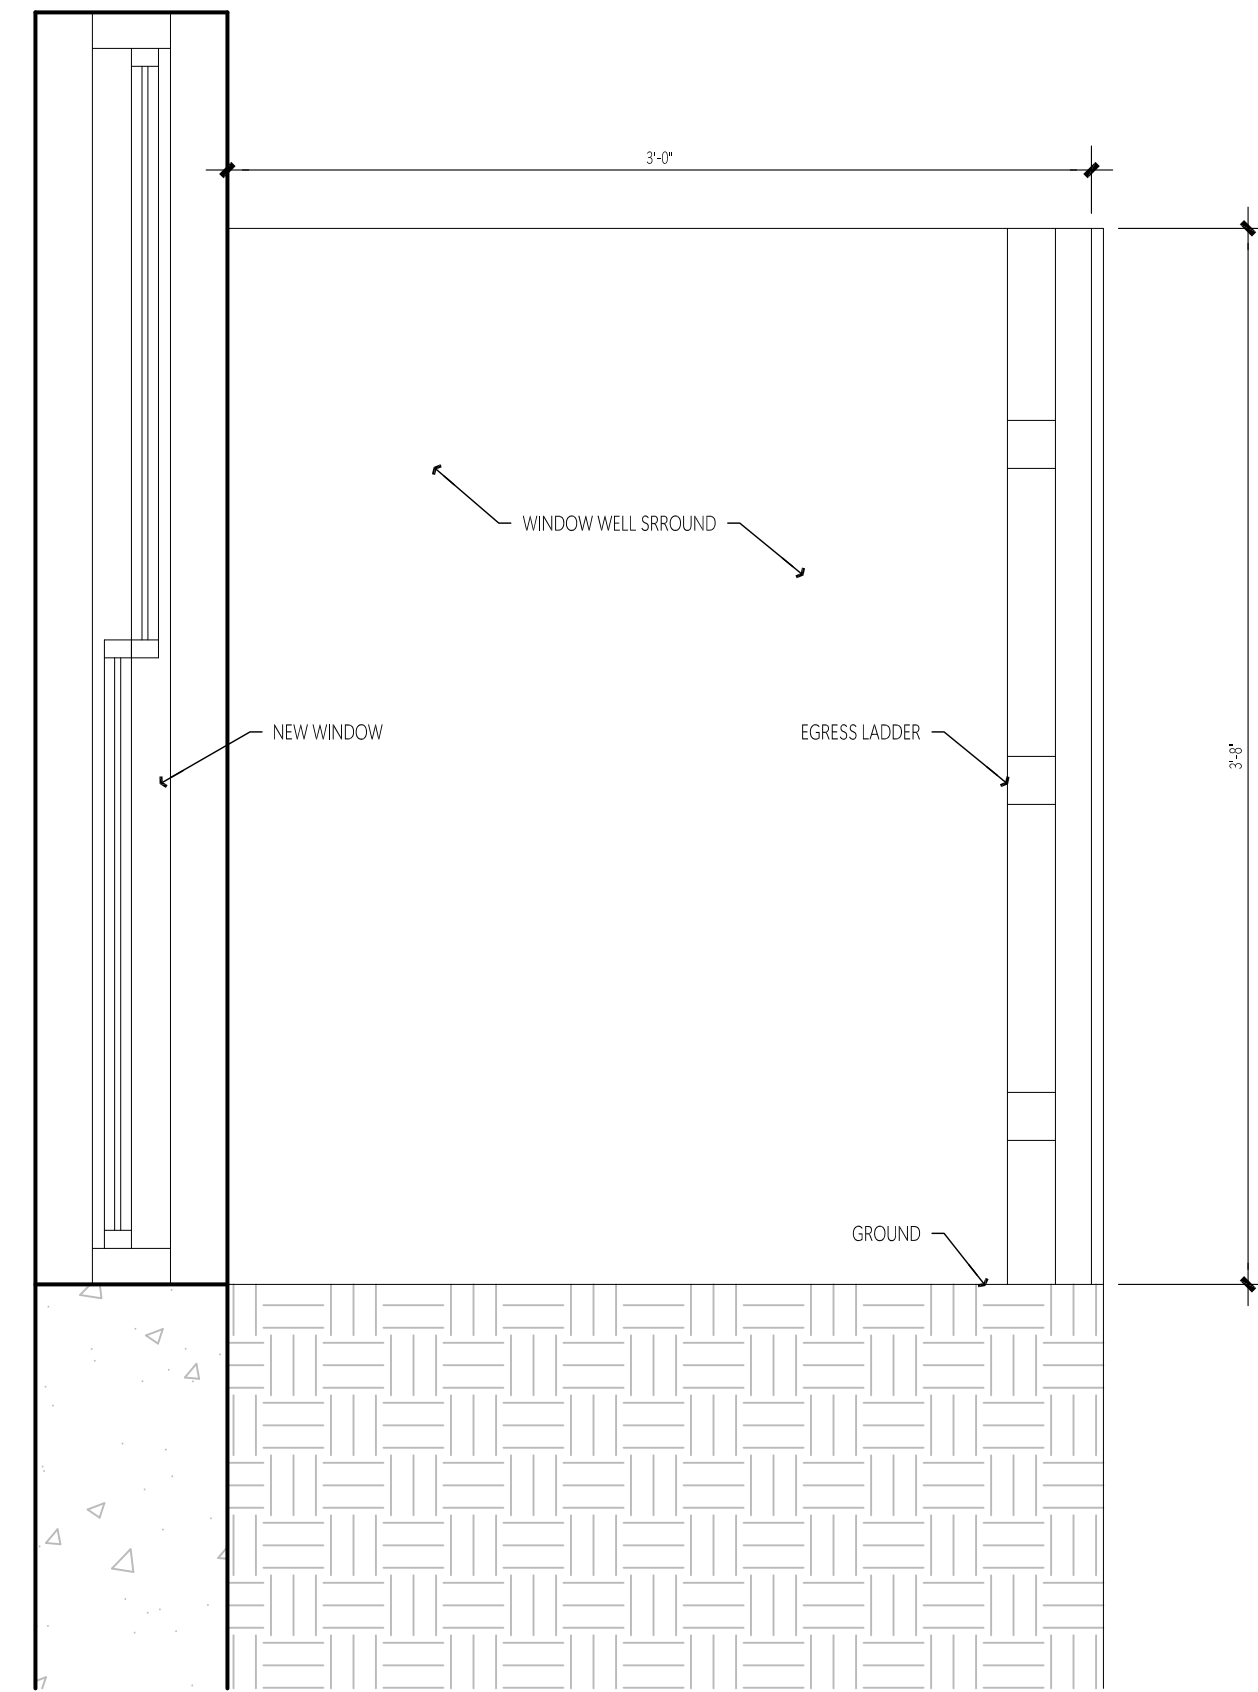 3'-0"
WINDOW WELL SRROUND
NEW WINDOW
EGRESS LADDER
3'-8"
GROUND